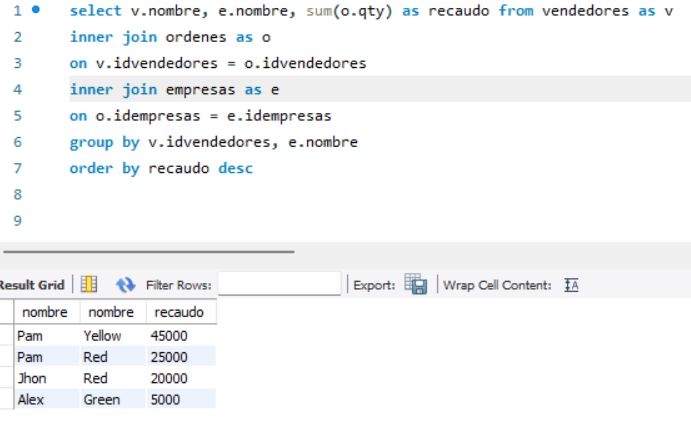 1 select v.nombre, e.nombre, sum(o.qty) as recaudo from vendedores as v
2 inner join ordenes as o
3 on v.idvendedores = o.idvendedores
4 inner join empresas as e
5 on o.idempresas = e.idempresas
6 group by v.idvendedores, e.nombre
7 order by recaudo desc
8
9
Result Grid Filter Rows: Export: Wrap Cell Content: IA
nombre nombre recaudo
Pam Yellow 45000
Pam Red 25000
Jhon Red 20000
Alex Green 5000